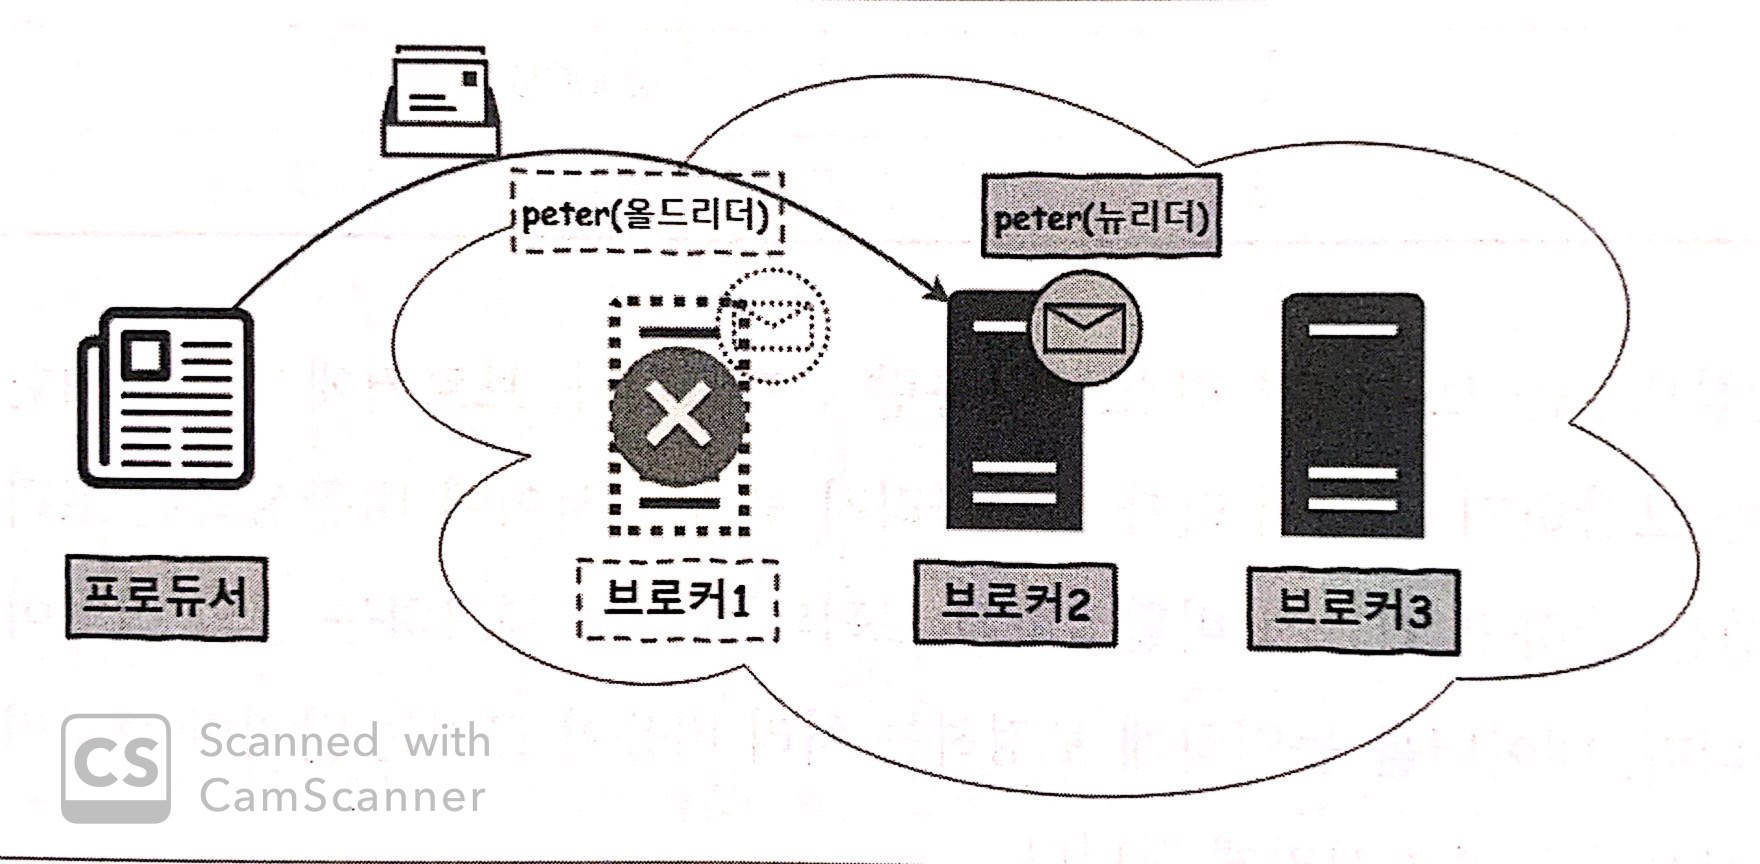 peter(올드리더)
peter(뉴리더)
프로듀서
브로커1
브로커2
브로커3
CS
Scanned with
CamScanner